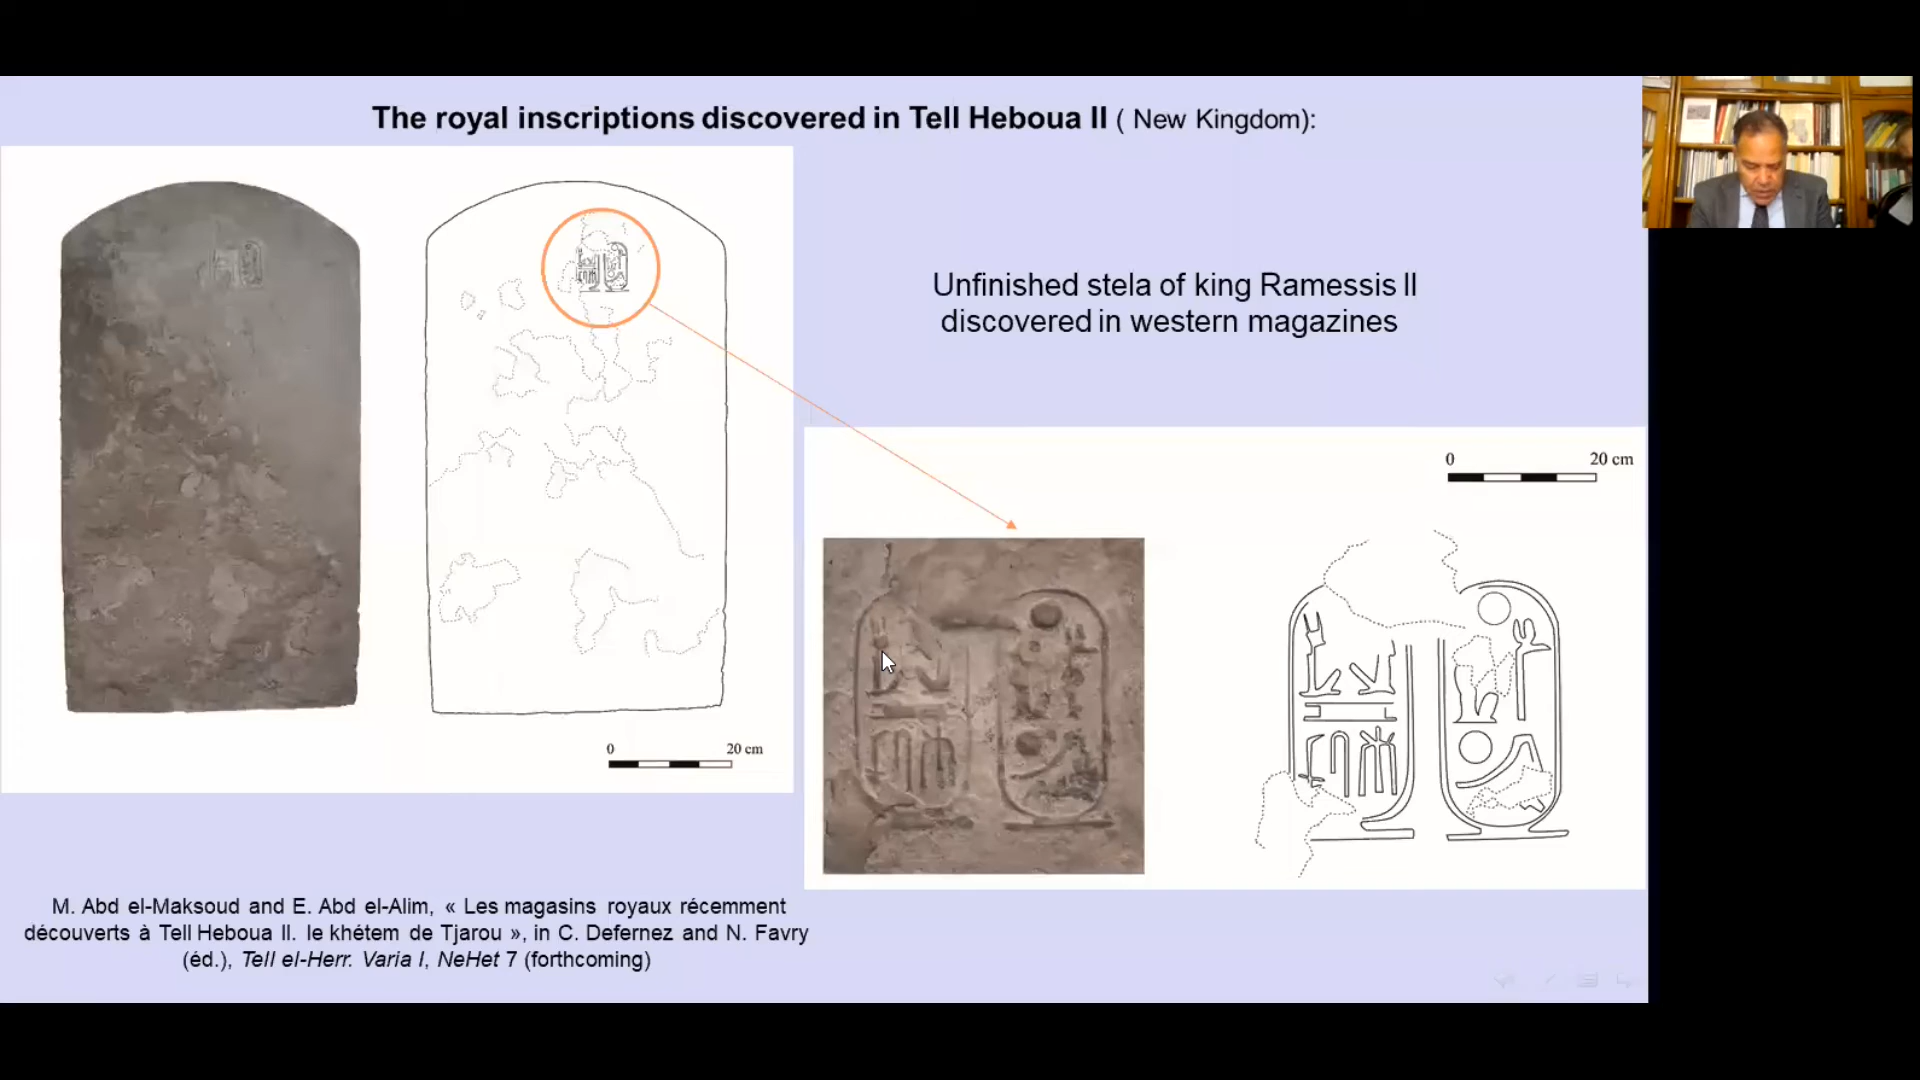 The royal inscriptions discovered in Tell Heboua II ( New Kingdom):
Unfinished stela of king Ramessis II
discovered in western magazines
0 20 cm
0 20 cm
M. Abd el-Maksoud and E. Abd el-Alim, « Les magasins royaux récemment
découverts à Tell Heboua II. le khétem de Tjarou », in C. Defernez and N. Favry
(éd.), Tell el-Herr. Varia I, NeHet 7 (forthcoming)